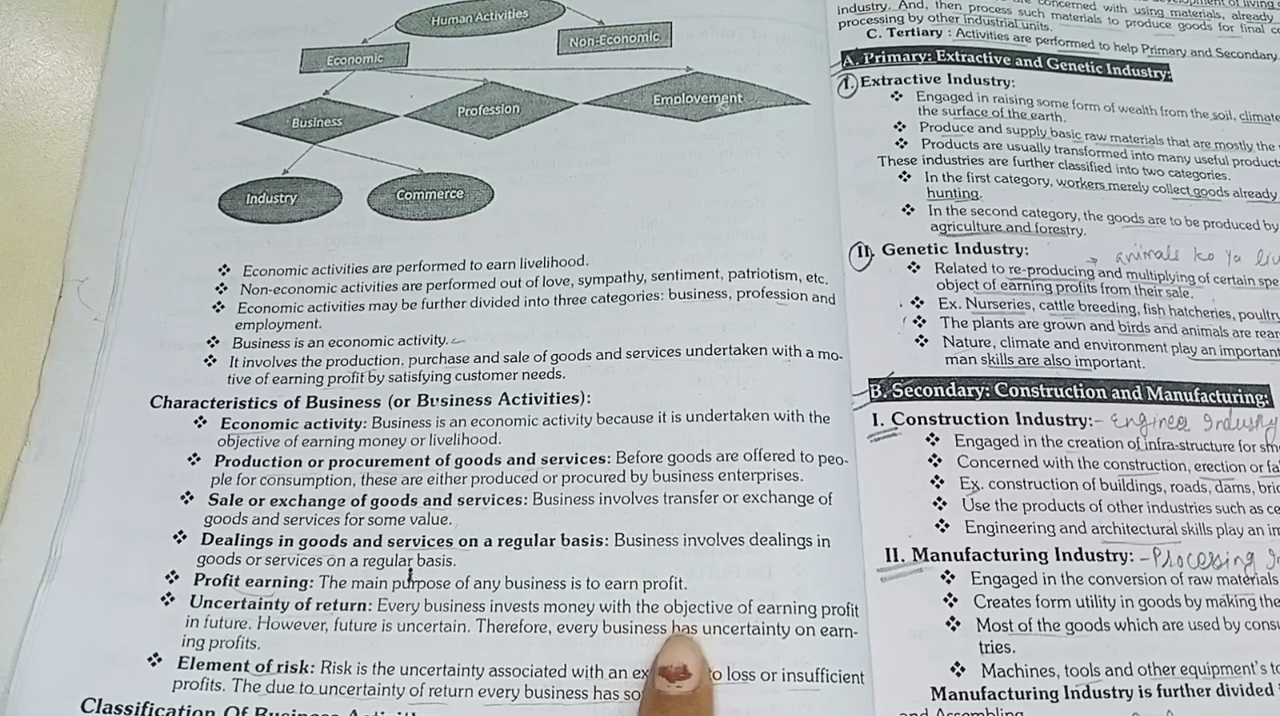 Human Activities
Economic
Non-Economic
Business
Profession
Emplovement
Industry
Commerce
❖ Economic activities are performed to earn livelihood.
❖ Non-economic activities are performed out of love, sympathy, sentiment, patriotism, etc.
❖ Economic activities may be further divided into three categories: business, profession and
employment.
❖ Business is an economic activity.
❖ It involves the production, purchase and sale of goods and services undertaken with a mo-
tive of earning profit by satisfying customer needs.
Characteristics of Business (or Business Activities):
❖ Economic activity: Business is an economic activity because it is undertaken with the
objective of earning money or livelihood.
❖ Production or procurement of goods and services: Before goods are offered to peo-
ple for consumption, these are either produced or procured by business enterprises.
❖ Sale or exchange of goods and services: Business involves transfer or exchange of
goods and services for some value.
❖ Dealings in goods and services on a regular basis: Business involves dealings in
goods or services on a regular basis.
❖ Profit earning: The main purpose of any business is to earn profit.
❖ Uncertainty of return: Every business invests money with the objective of earning profit
in future. However, future is uncertain. Therefore, every business has uncertainty on earn-
ing profits.
❖ Element of risk: Risk is the uncertainty associated with an to loss or insufficient
profits. The due to uncertainty of return every business has
Classification Of Business
concerned with using materials, already
industry. And, then process such materials to produce goods for final
processing by other industrial units.
C. Tertiary : Activities are performed to help Primary and Secondary
A. Primary: Extractive and Genetic Industry:
I. Extractive Industry:
❖ Engaged in raising some form of wealth from the soil, climate
the surface of the earth.
❖ Produce and supply basic raw materials that are mostly the
❖ Products are usually transformed into many useful
These industries are further classified into two categories.
❖ In the first category, workers merely collect goods already
hunting.
❖ In the second category, the goods are to be produced by
agriculture and forestry.
II. Genetic Industry: → animals ko ya
❖ Related to re-producing and multiplying of certain
object of earning profits from their sale.
❖ Ex. Nurseries, cattle breeding, fish hatcheries, poultry
❖ The plants are grown and birds and animals are
❖ Nature, climate and environment play an important
man skills are also important.
B. Secondary: Construction and Manufacturing:
I. Construction Industry:- Engineer Industry
❖ Engaged in the creation of infra-structure for
❖ Concerned with the construction, erection or
❖ Ex. construction of buildings, roads, dams,
❖ Use the products of other industries such as
❖ Engineering and architectural skills play an
II. Manufacturing Industry: -Processing
❖ Engaged in the conversion of raw materials
❖ Creates form utility in goods by making the
❖ Most of the goods which are used by
tries.
❖ Machines, tools and other equipment's
Manufacturing Industry is further divided
and Assembling